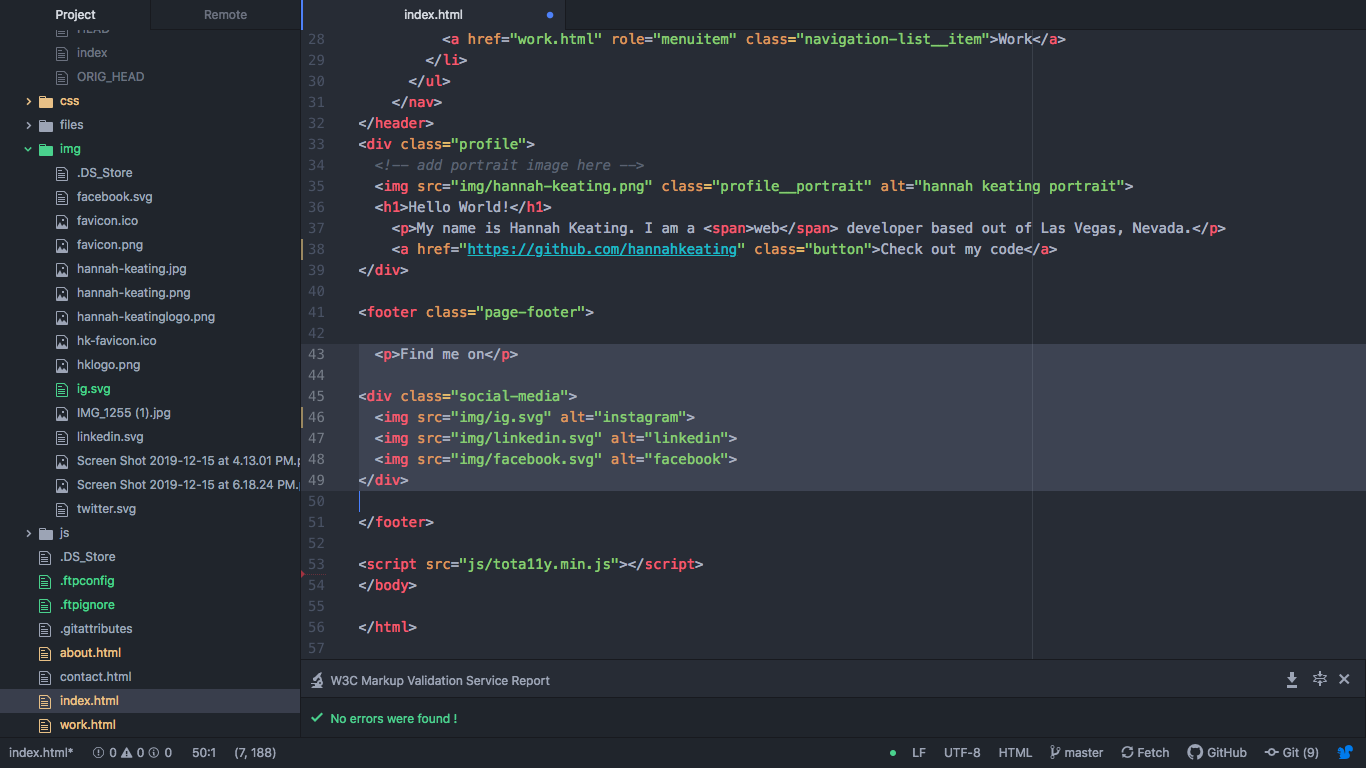 Project
Remote
HEAD
index
ORIG_HEAD
css
files
img
.DS_Store
facebook.svg
favicon.ico
favicon.png
hannah-keating.jpg
hannah-keating.png
hannah-keatinglogo.png
hk-favicon.ico
hklogo.png
ig.svg
IMG_1255 (1).jpg
linkedin.svg
Screen Shot 2019-12-15 at 4.13.01 PM.p
Screen Shot 2019-12-15 at 6.18.24 PM.p
twitter.svg
js
.DS_Store
.ftpconfig
.ftpignore
.gitattributes
about.html
contact.html
index.html
work.html
index.html
28 <a href="work.html" role="menuitem" class="navigation-list__item">Work</a>
29 </li>
30 </ul>
31 </nav>
32 </header>
33 <div class="profile">
34 <!-- add portrait image here -->
35 <img src="img/hannah-keating.png" class="profile__portrait" alt="hannah keating portrait">
36 <h1>Hello World!</h1>
37 <p>My name is Hannah Keating. I am a <span>web</span> developer based out of Las Vegas, Nevada.</p>
38 <a href="https://github.com/hannahkeating" class="button">Check out my code</a>
39 </div>
40
41 <footer class="page-footer">
42
43 <p>Find me on</p>
44
45 <div class="social-media">
46 <img src="img/ig.svg" alt="instagram">
47 <img src="img/linkedin.svg" alt="linkedin">
48 <img src="img/facebook.svg" alt="facebook">
49 </div>
50
51 </footer>
52
53 <script src="js/tota11y.min.js"></script>
54 </body>
55
56 </html>
57
W3C Markup Validation Service Report
No errors were found !
index.html* 0 0 0 50:1 (7, 188) LF UTF-8 HTML master Fetch GitHub Git (9)